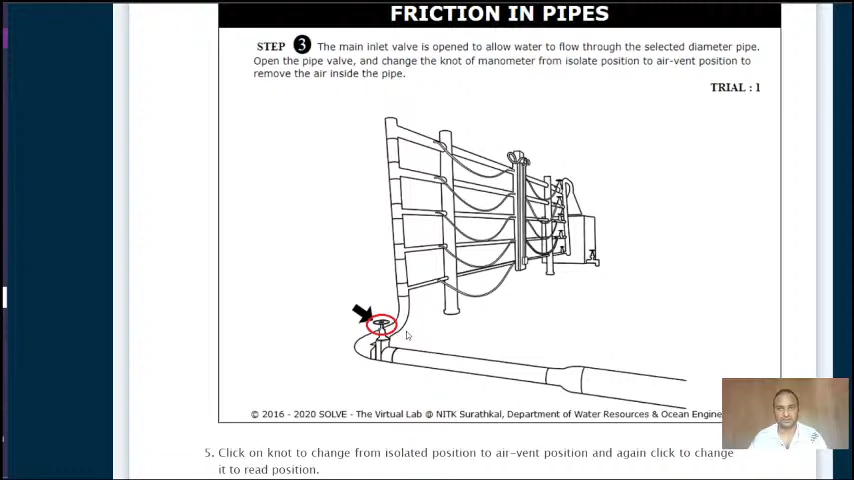 FRICTION IN PIPES
STEP 3 The main inlet valve is opened to allow water to flow through the selected diameter pipe.
Open the pipe valve, and change the knot of manometer from isolate position to air-vent position to
remove the air inside the pipe.
TRIAL : 1
© 2016 - 2020 SOLVE - The Virtual Lab @ NITK Surathkal, Department of Water Resources & Ocean Engine
5. Click on knot to change from isolated position to air-vent position and again click to change
it to read position.